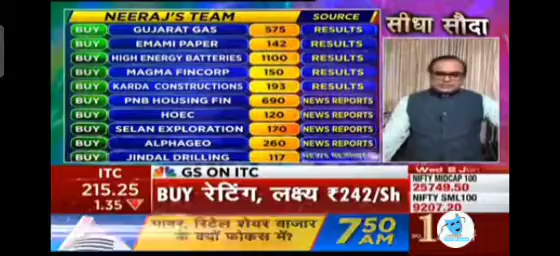 NEERAJ'S TEAM SOURCE
BUY GUJARAT GAS 575 RESULTS
BUY EMAMI PAPER 142 RESULTS
BUY HIGH ENERGY BATTERIES 1100 RESULTS
BUY MAGMA FINCORP 150 RESULTS
BUY KARDA CONSTRUCTIONS 193 RESULTS
BUY PNB HOUSING FIN 690 NEWS REPORTS
BUY HOEC 120 NEWS REPORTS
BUY SELAN EXPLORATION 170 NEWS REPORTS
BUY ALPHAGEO 260 NEWS REPORTS
BUY JINDAL DRILLING 117 NEWS
सीधा सौदा
ITC
215.25
1.35
GS ON ITC
BUY रेटिंग, लक्ष्य ₹242/Sh
NIFTY MIDCAP 100
25749.50
NIFTY SML100
9207.20
पावर, रिटेल शेयर बाजार
के क्यों फोकस में?
7 50
AM